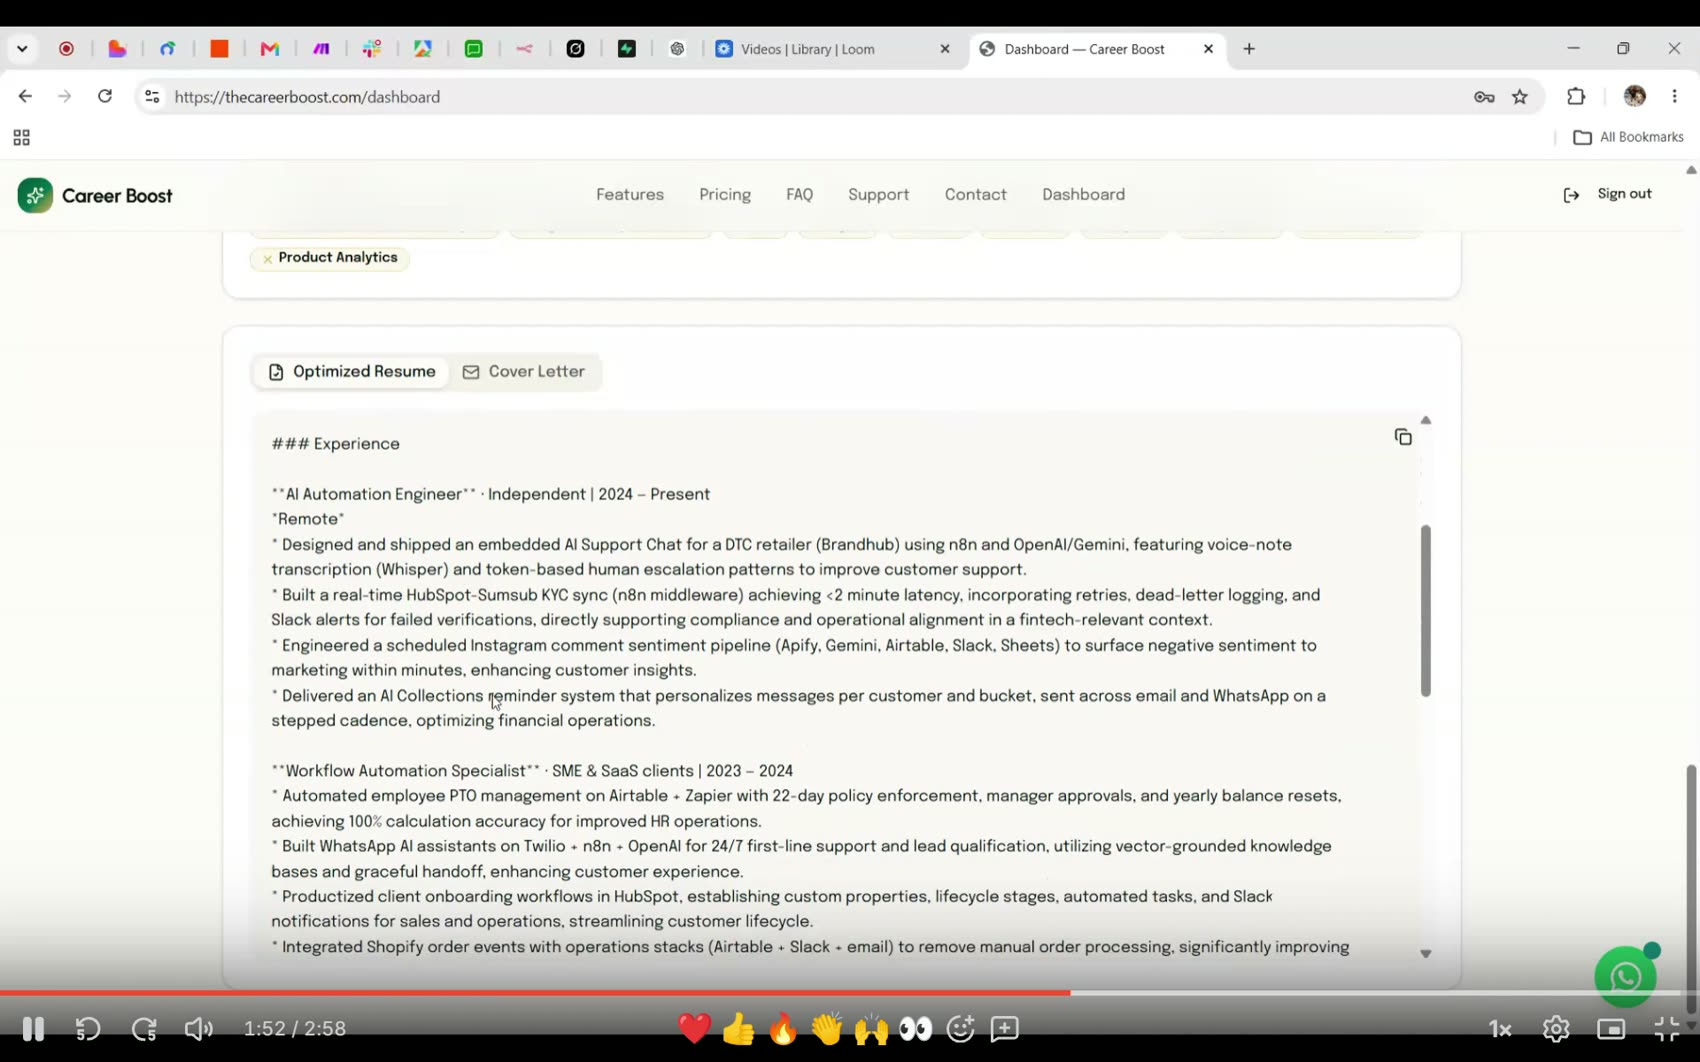 Videos | Library | Loom
Dashboard — Career Boost
https://thecareerboost.com/dashboard
All Bookmarks
Career Boost
Features
Pricing
FAQ
Support
Contact
Dashboard
Sign out
× Product Analytics
Optimized Resume
Cover Letter
### Experience
**AI Automation Engineer** · Independent | 2024 – Present
*Remote*
* Designed and shipped an embedded AI Support Chat for a DTC retailer (Brandhub) using n8n and OpenAI/Gemini, featuring voice-note
transcription (Whisper) and token-based human escalation patterns to improve customer support.
* Built a real-time HubSpot-Sumsub KYC sync (n8n middleware) achieving <2 minute latency, incorporating retries, dead-letter logging, and
Slack alerts for failed verifications, directly supporting compliance and operational alignment in a fintech-relevant context.
* Engineered a scheduled Instagram comment sentiment pipeline (Apify, Gemini, Airtable, Slack, Sheets) to surface negative sentiment to
marketing within minutes, enhancing customer insights.
* Delivered an AI Collections reminder system that personalizes messages per customer and bucket, sent across email and WhatsApp on a
stepped cadence, optimizing financial operations.
**Workflow Automation Specialist** · SME & SaaS clients | 2023 – 2024
* Automated employee PTO management on Airtable + Zapier with 22-day policy enforcement, manager approvals, and yearly balance resets,
achieving 100% calculation accuracy for improved HR operations.
* Built WhatsApp AI assistants on Twilio + n8n + OpenAI for 24/7 first-line support and lead qualification, utilizing vector-grounded knowledge
bases and graceful handoff, enhancing customer experience.
* Productized client onboarding workflows in HubSpot, establishing custom properties, lifecycle stages, automated tasks, and Slack
notifications for sales and operations, streamlining customer lifecycle.
* Integrated Shopify order events with operations stacks (Airtable + Slack + email) to remove manual order processing, significantly improving
1:52 / 2:58
1x